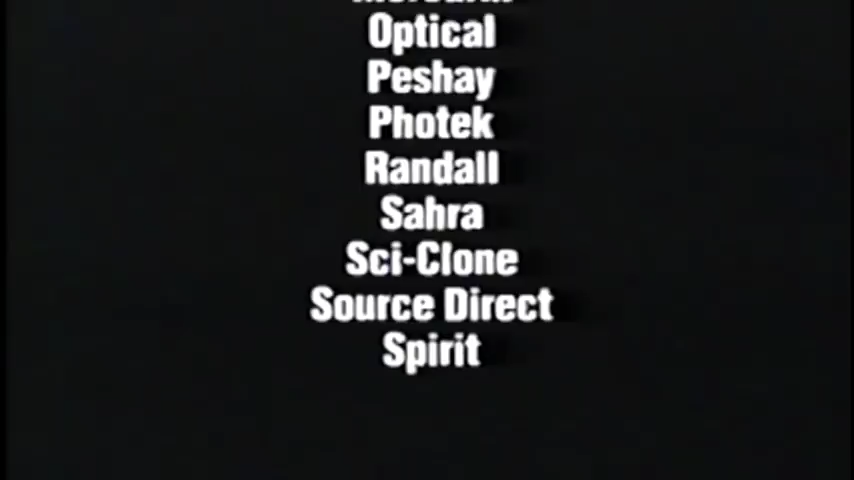 Optical
Peshay
Photek
Randall
Sahra
Sci-Clone
Source Direct
Spirit